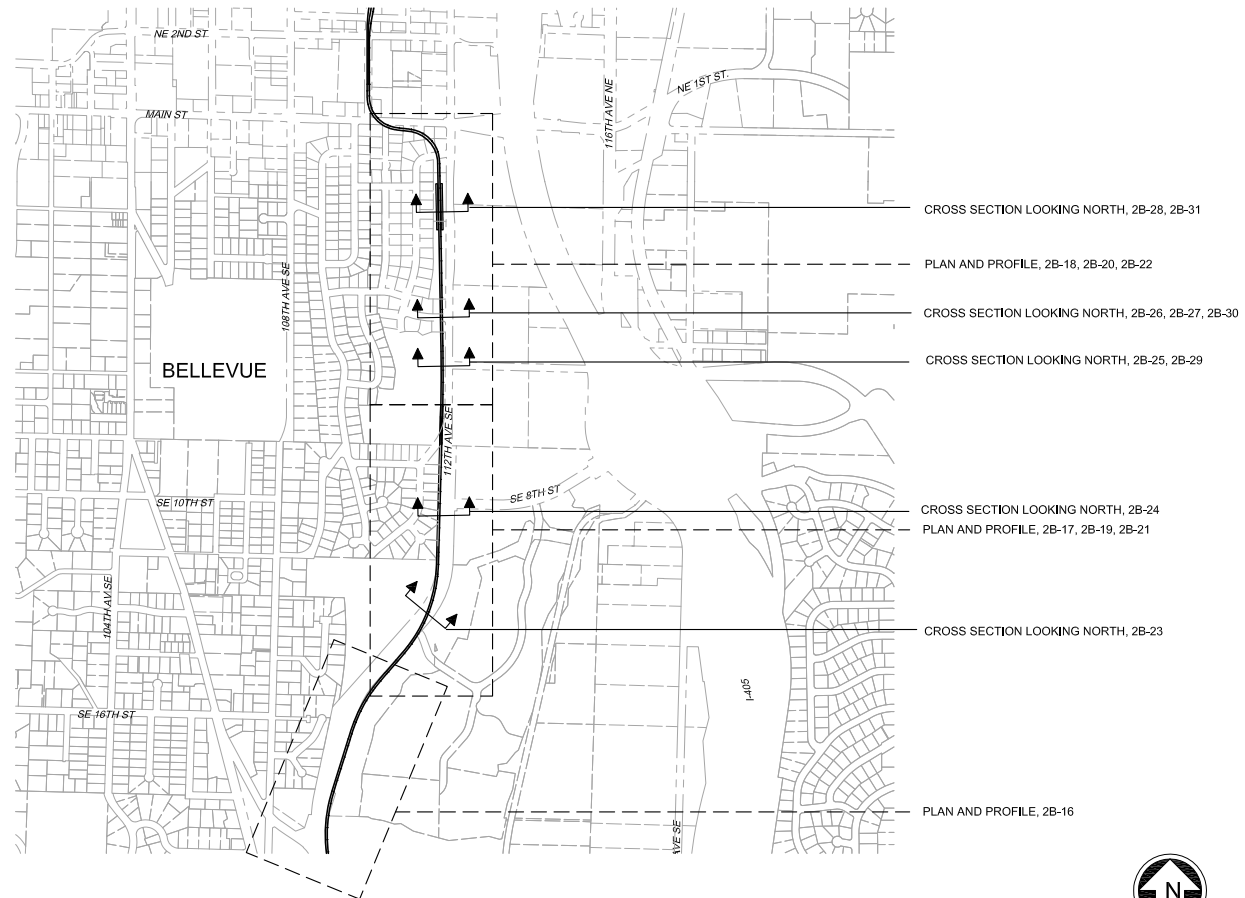 NE 2ND ST
116TH AVE NE
NE 1ST ST.
MAIN ST
CROSS SECTION LOOKING NORTH, 2B-28, 2B-31
PLAN AND PROFILE, 2B-18, 2B-20, 2B-22
108TH AVE SE
CROSS SECTION LOOKING NORTH, 2B-26, 2B-27, 2B-30
BELLEVUE
CROSS SECTION LOOKING NORTH, 2B-25, 2B-29
112TH AVE SE
SE 10TH ST
SE 8TH ST
CROSS SECTION LOOKING NORTH, 2B-24
PLAN AND PROFILE, 2B-17, 2B-19, 2B-21
104TH AV SE
CROSS SECTION LOOKING NORTH, 2B-23
I-405
SE 16TH ST
PLAN AND PROFILE, 2B-16
VE SE
N